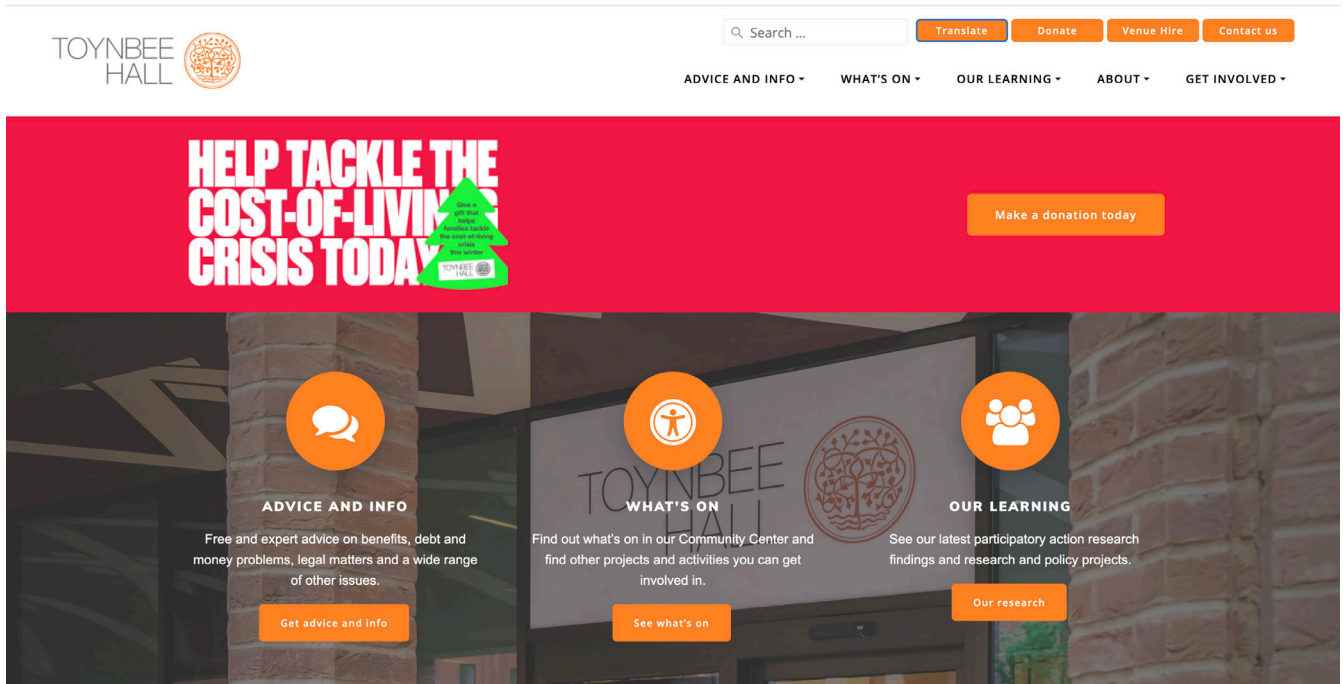 TOYNBEE
HALL
Search ...
Translate
Donate
Venue Hire
Contact us
ADVICE AND INFO
WHAT'S ON
OUR LEARNING
ABOUT
GET INVOLVED
HELP TACKLE THE
COST-OF-LIVING
CRISIS TODAY
Give a
gift that
helps
families tackle
the cost-of-living
crisis
this winter
TOYNBEE
HALL
Make a donation today
TOYNBEE
HALL
ADVICE AND INFO
Free and expert advice on benefits, debt and
money problems, legal matters and a wide range
of other issues.
Get advice and info
WHAT'S ON
Find out what's on in our Community Center and
find other projects and activities you can get
involved in.
See what's on
OUR LEARNING
See our latest participatory action research
findings and research and policy projects.
Our research